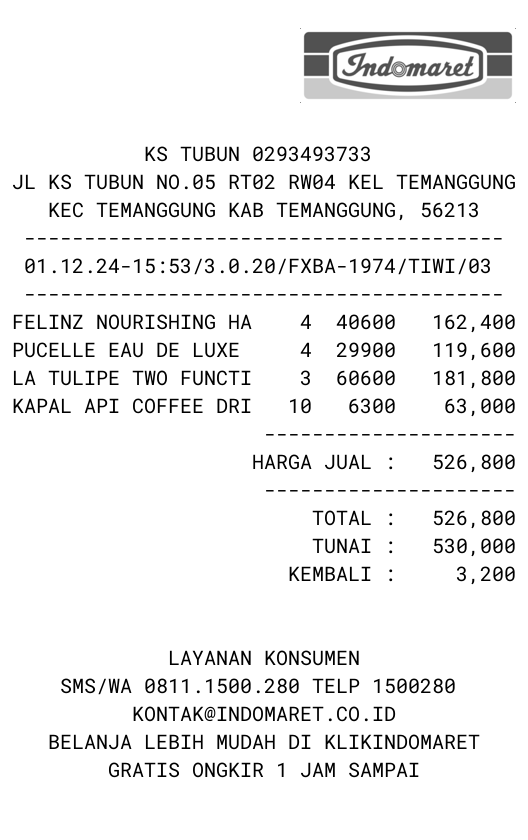 Indomaret
KS TUBUN 0293493733
JL KS TUBUN NO.05 RT02 RW04 KEL TEMANGGUNG
KEC TEMANGGUNG KAB TEMANGGUNG, 56213
----------------------------------------
01.12.24-15:53/3.0.20/FXBA-1974/TIWI/03
----------------------------------------
FELINZ NOURISHING HA 4 40600 162,400
PUCELLE EAU DE LUXE 4 29900 119,600
LA TULIPE TWO FUNCTI 3 60600 181,800
KAPAL API COFFEE DRI 10 6300 63,000
---------------------
HARGA JUAL : 526,800
---------------------
TOTAL : 526,800
TUNAI : 530,000
KEMBALI : 3,200
LAYANAN KONSUMEN
SMS/WA 0811.1500.280 TELP 1500280
KONTAK@INDOMARET.CO.ID
BELANJA LEBIH MUDAH DI KLIKINDOMARET
GRATIS ONGKIR 1 JAM SAMPAI